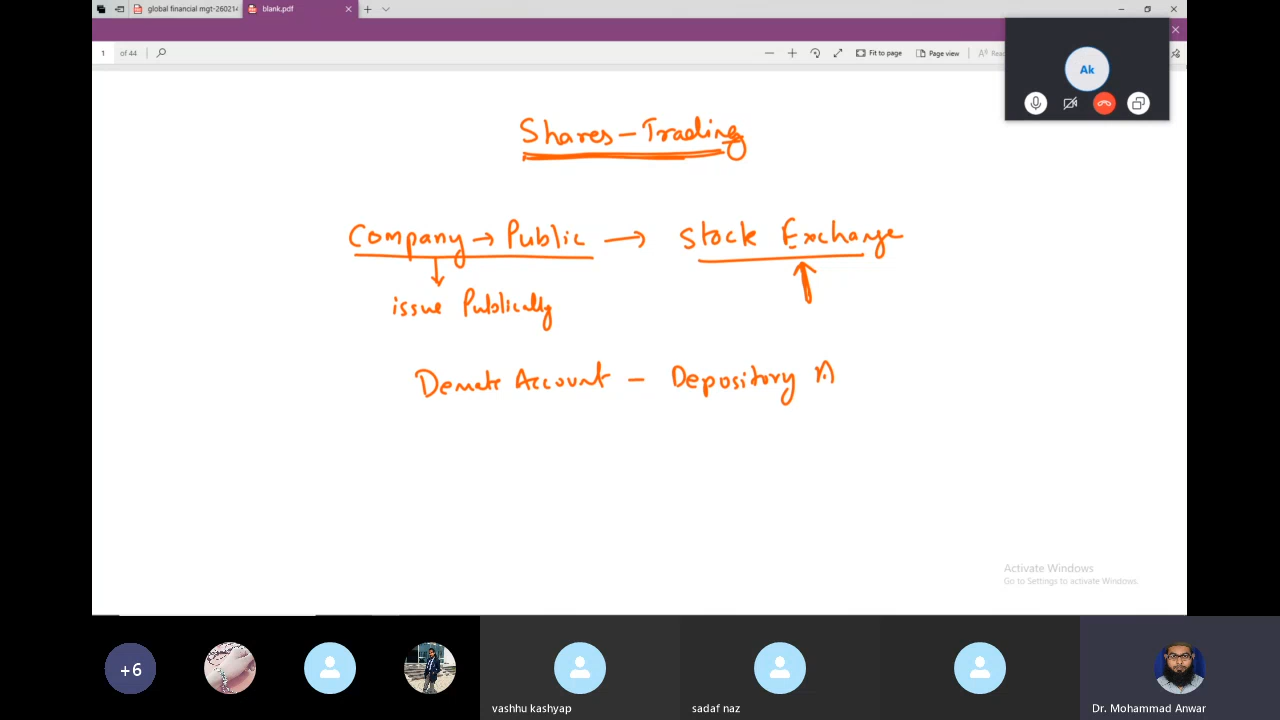 global financial mgt-260214
blank.pdf
1 of 44
Fit to page
Page view
Ak
Shares-Trading
Company → Public → Stock Exchange
issue Publically
Demate Account - Depository A
Activate Windows
Go to Settings to activate Windows.
+6
vashhu kashyap
sadaf naz
Dr. Mohammad Anwar